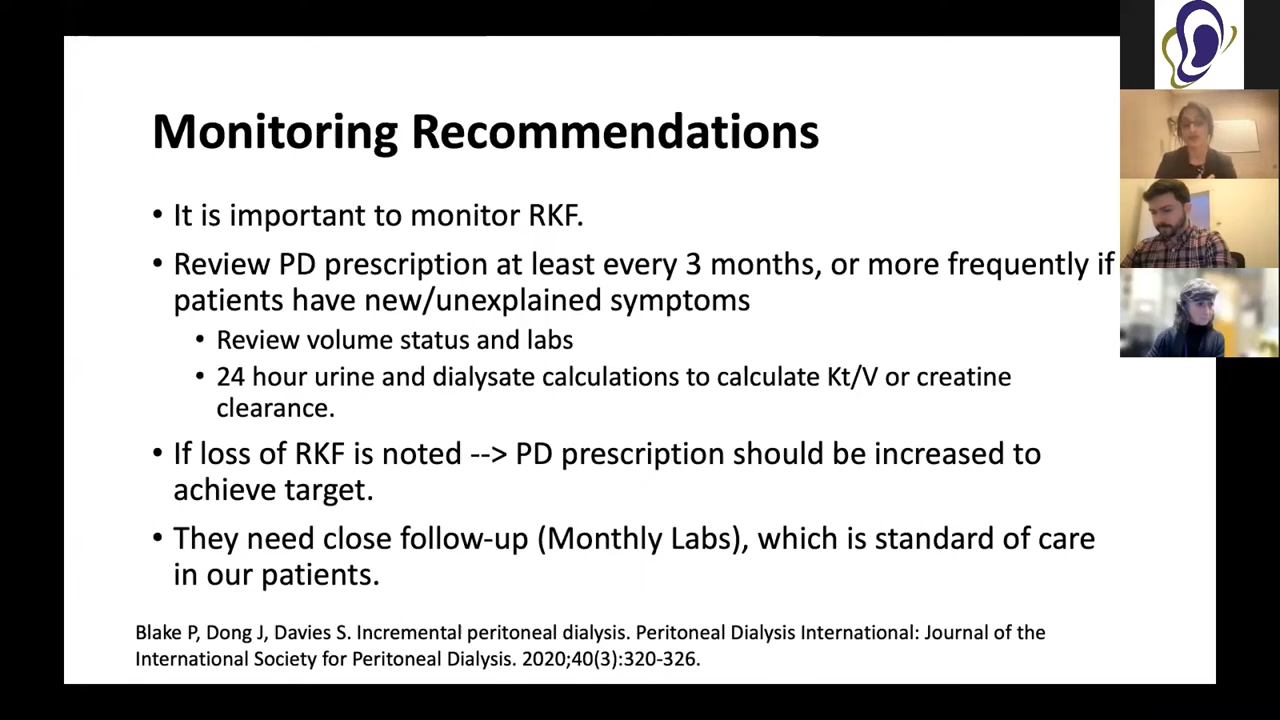 Monitoring Recommendations
• It is important to monitor RKF.
• Review PD prescription at least every 3 months, or more frequently if
patients have new/unexplained symptoms
• Review volume status and labs
• 24 hour urine and dialysate calculations to calculate Kt/V or creatine
clearance.
• If loss of RKF is noted --> PD prescription should be increased to
achieve target.
• They need close follow-up (Monthly Labs), which is standard of care
in our patients.
Blake P, Dong J, Davies S. Incremental peritoneal dialysis. Peritoneal Dialysis International: Journal of the
International Society for Peritoneal Dialysis. 2020;40(3):320-326.